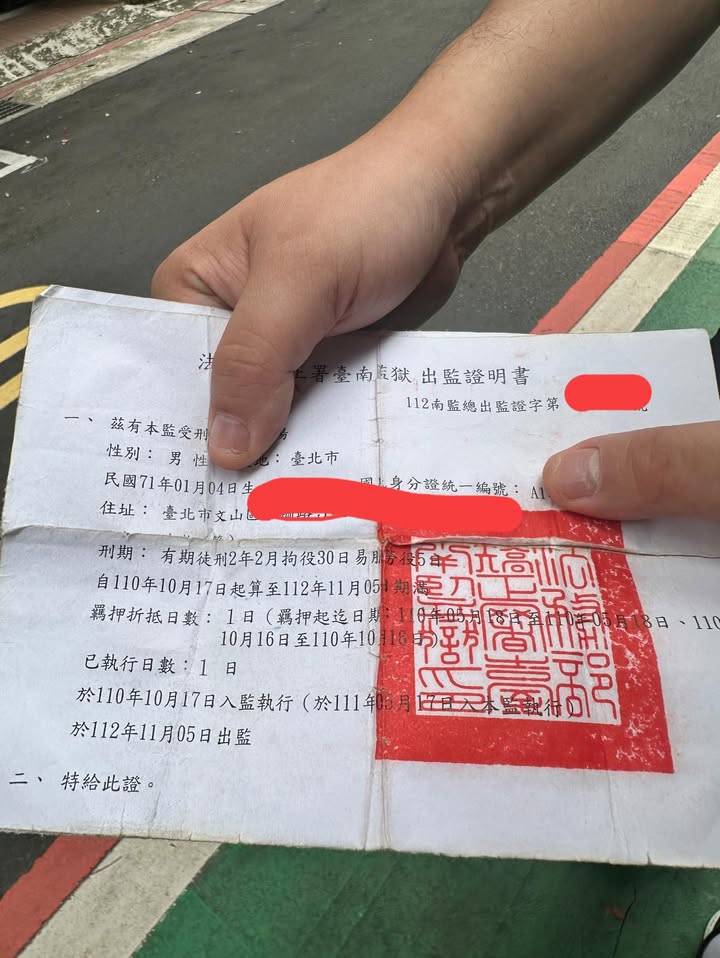 法 署臺南監獄 出監證明書
112南監總出監證字第 號
一、 茲有本監受刑
性別： 男 性 地： 臺北市
民國71年01月04日生 國 身分證統一編號： A1
住址： 臺北市文山區
刑期： 有期徒刑2年2月拘役30日易服勞役5日
自110年10月17日起算至112年11月05日期滿
羈押折抵日數： 1日（羈押起迄日期：110年05月18日至110年05月18日、110
10月16日至110年10月16日）
已執行日數：1 日
於110年10月17日入監執行（於111年05月17日入本監執行）
於112年11月05日出監
二、 特給此證。